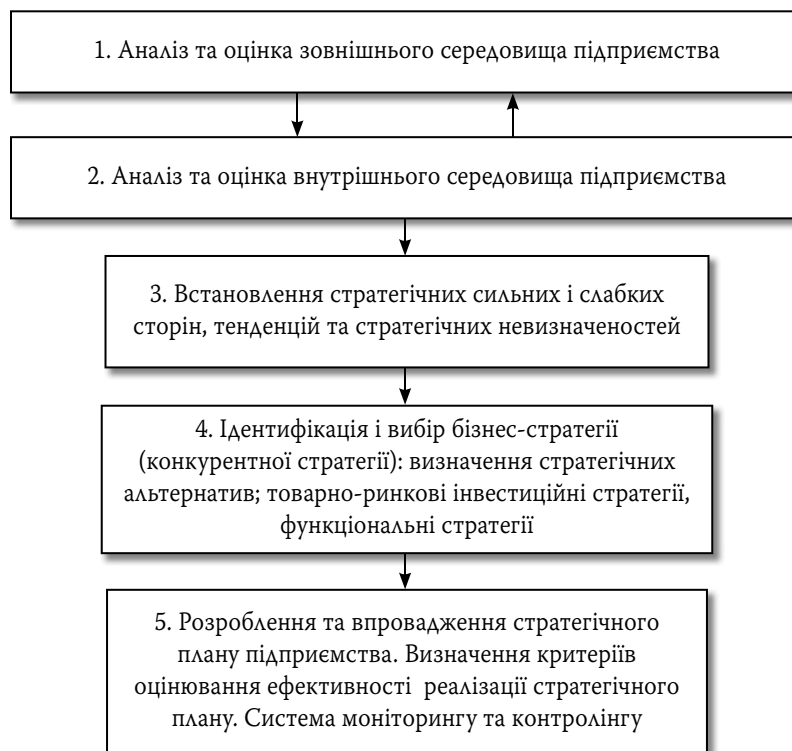 1. Аналіз та оцінка зовнішнього середовища підприємства
2. Аналіз та оцінка внутрішнього середовища підприємства
3. Встановлення стратегічних сильних і слабких
сторін, тенденцій та стратегічних невизначеностей
4. Ідентифікація і вибір бізнес-стратегії
(конкурентної стратегії): визначення стратегічних
альтернатив; товарно-ринкові інвестиційні стратегії,
функціональні стратегії
5. Розроблення та впровадження стратегічного
плану підприємства. Визначення критеріїв
оцінювання ефективності реалізації стратегічного
плану. Система моніторингу та контролінгу